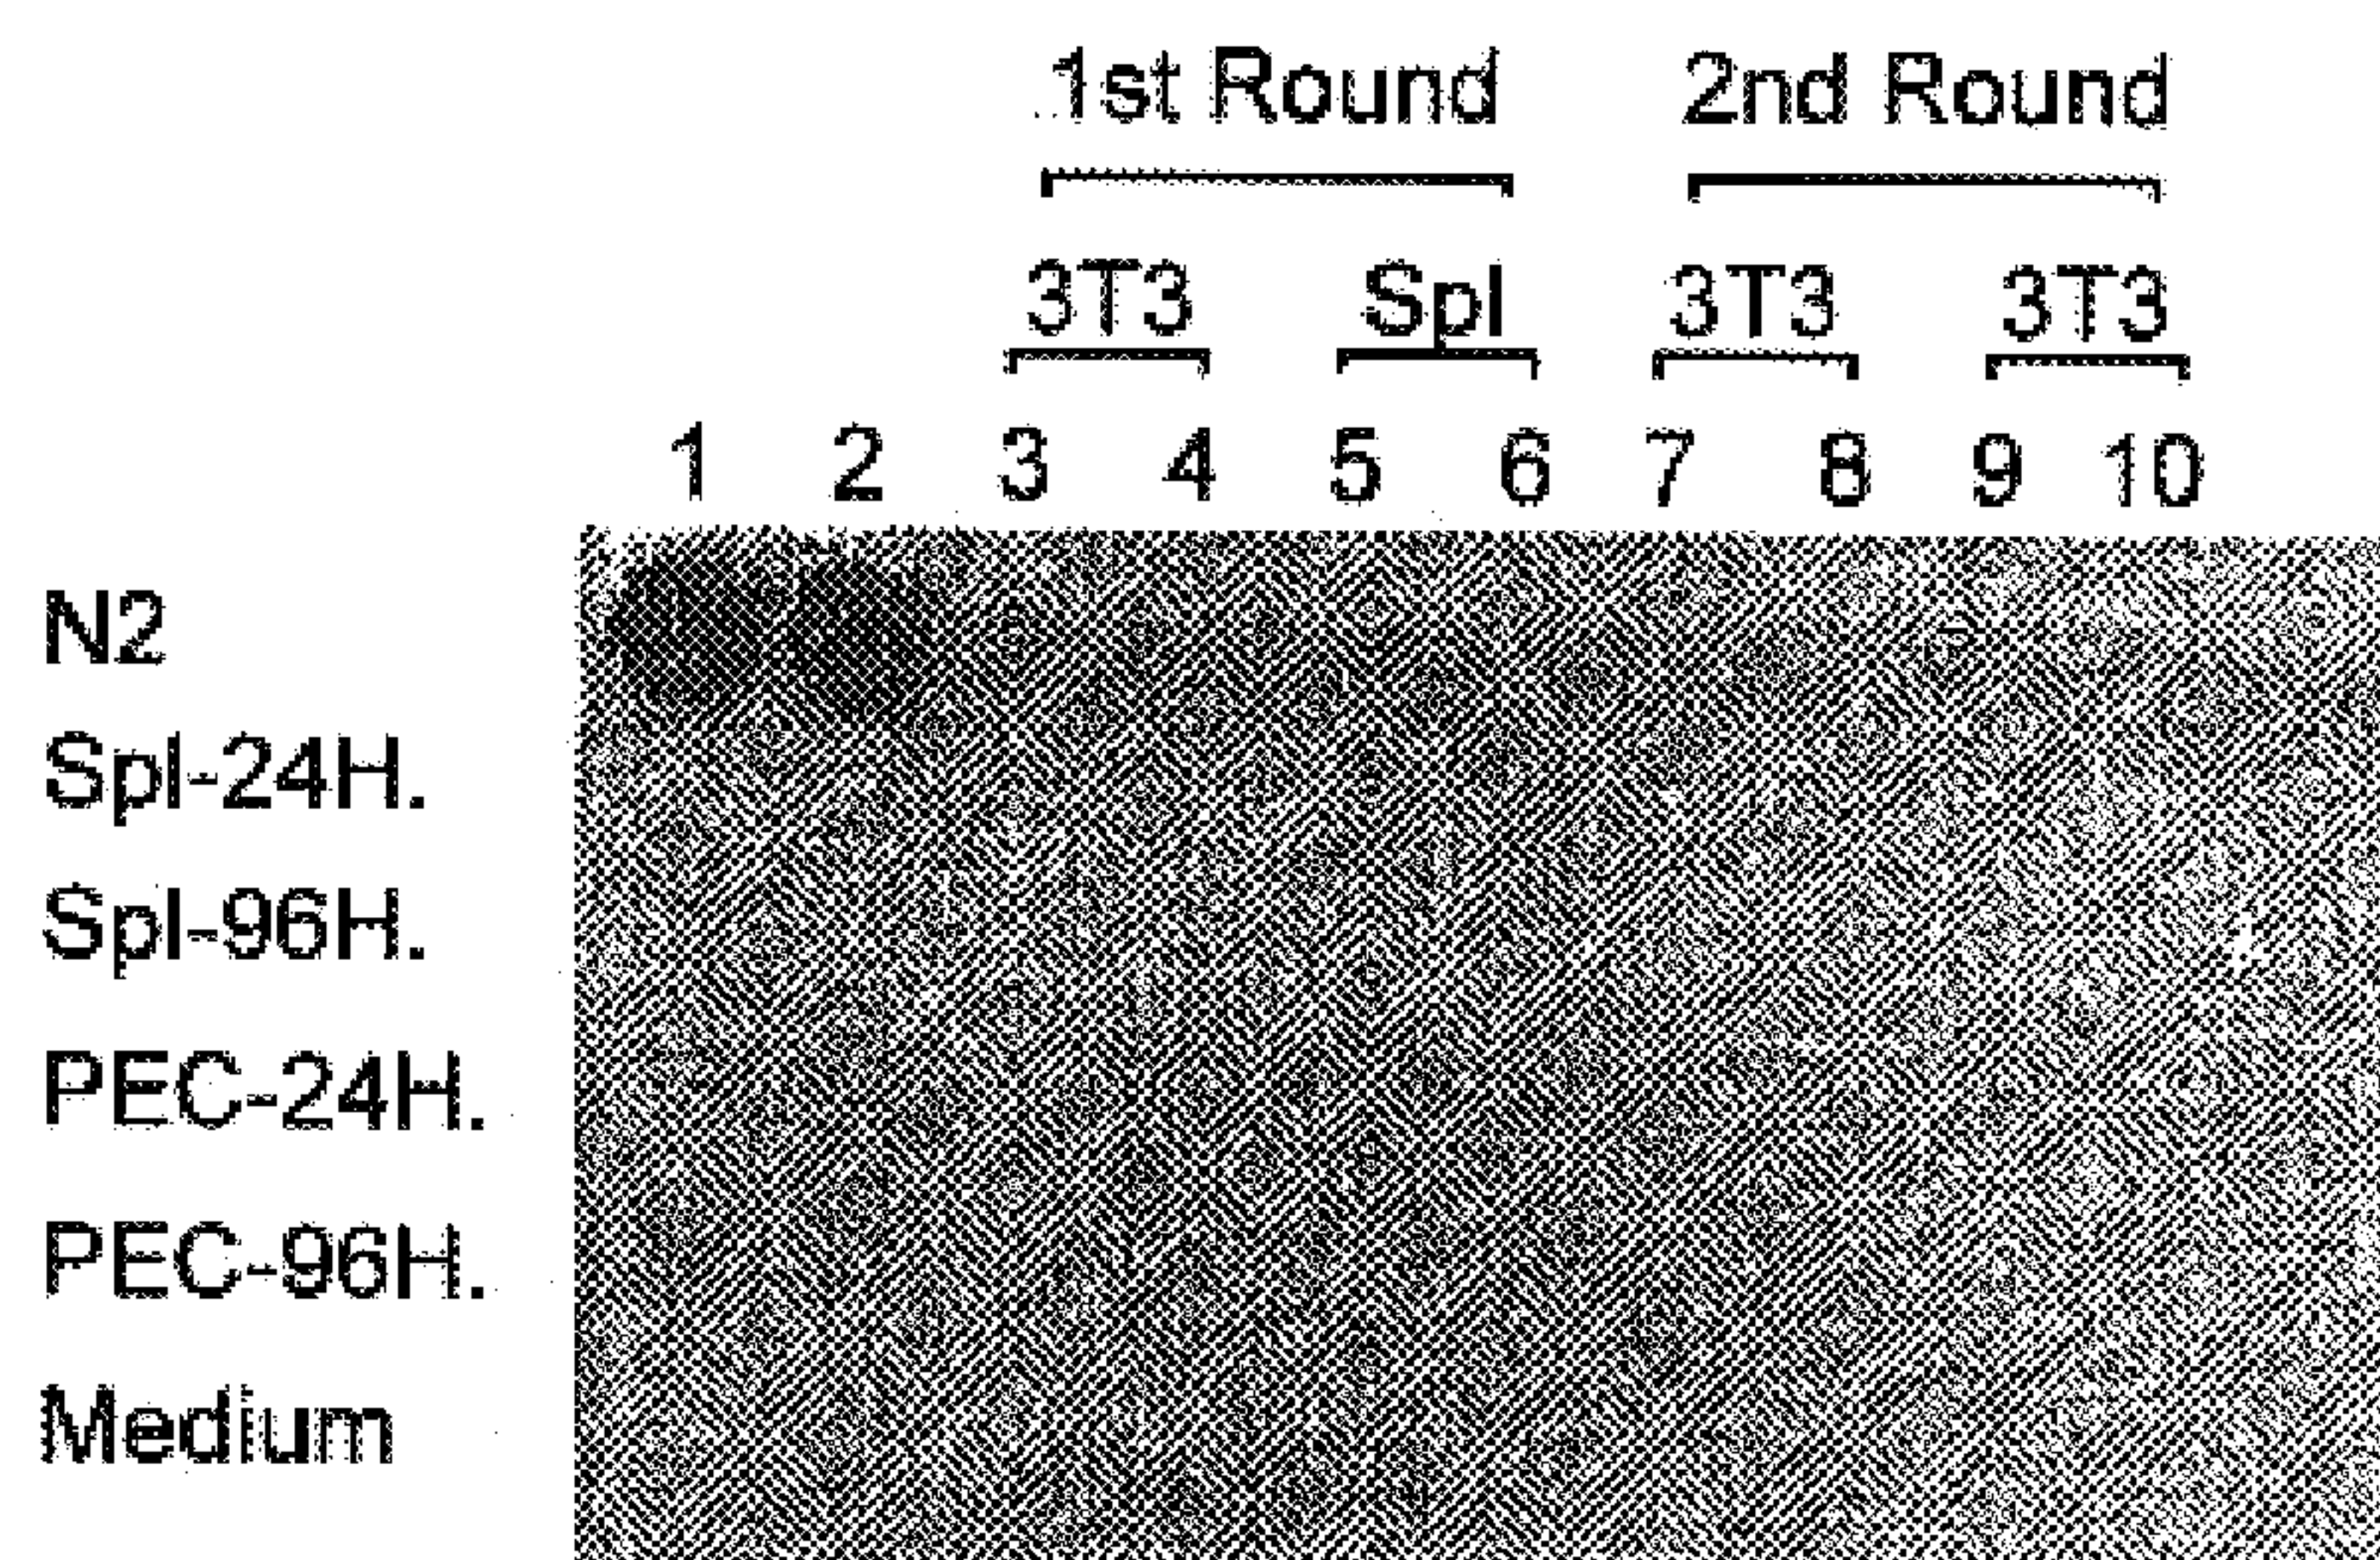 1st Round 2nd Round
3T3 Spl 3T3 3T3
1 2 3 4 5 6 7 8 9 10
N2
Spl-24H.
Spl-96H.
PEC-24H.
PEC-96H.
Medium